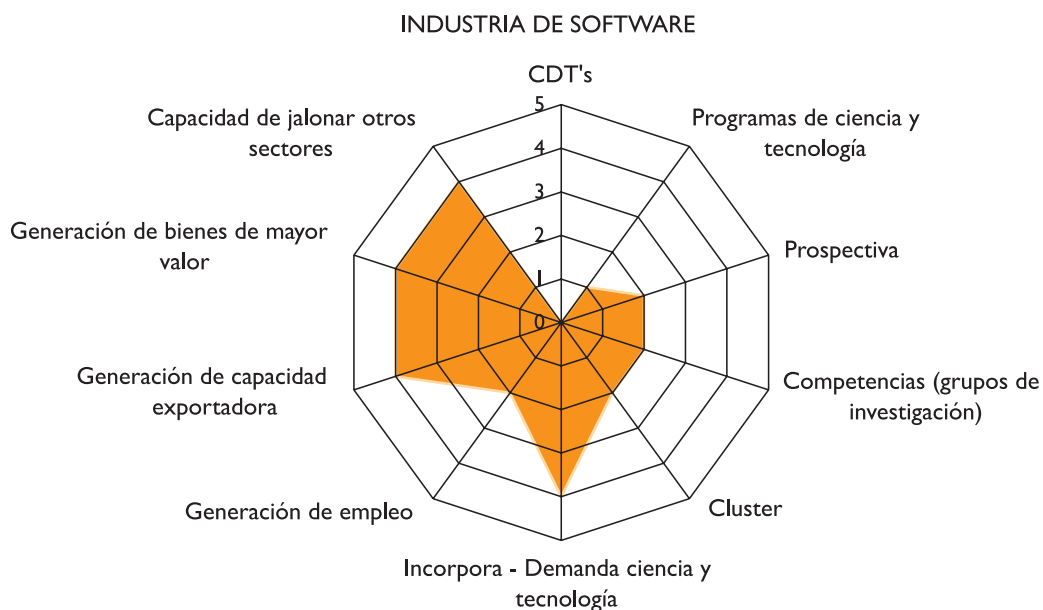 INDUSTRIA DE SOFTWARE
CDT's
Programas de ciencia y
tecnología
Prospectiva
Competencias (grupos de
investigación)
Cluster
Incorpora - Demanda ciencia y
tecnología
Generación de empleo
Generación de capacidad
exportadora
Generación de bienes de mayor
valor
Capacidad de jalonar otros
sectores
5
4
3
2
1
0